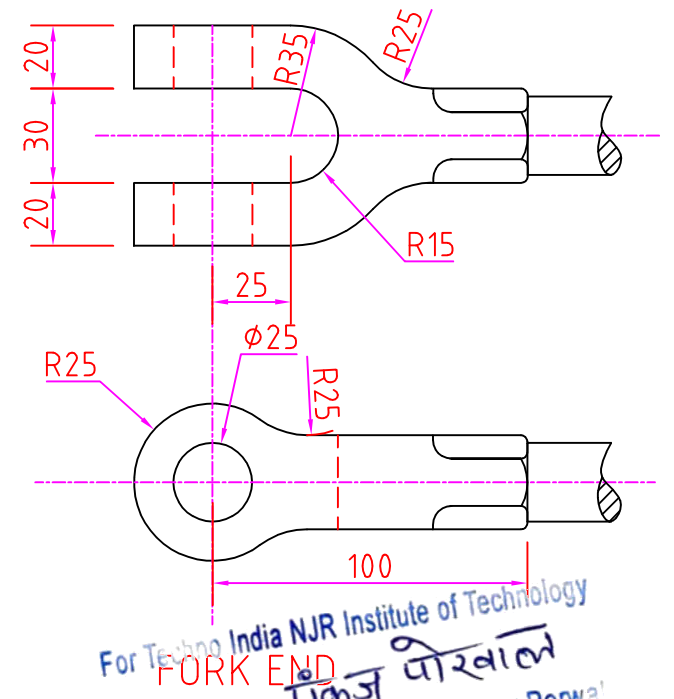 20
30
20
R35
R25
R15
25
R25
ø25
R25
100
For Techno India NJR Institute of Technology
FORK END
पंकज पोरवाल